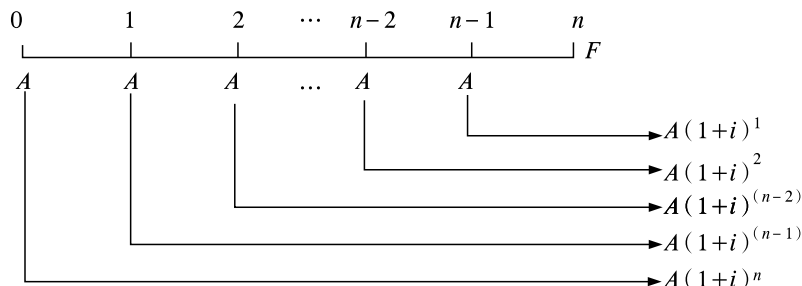 0 1 2 … n-2 n-1 n
F
A A A … A A
A(1+i)^1
A(1+i)^2
A(1+i)^(n-2)
A(1+i)^(n-1)
A(1+i)^n